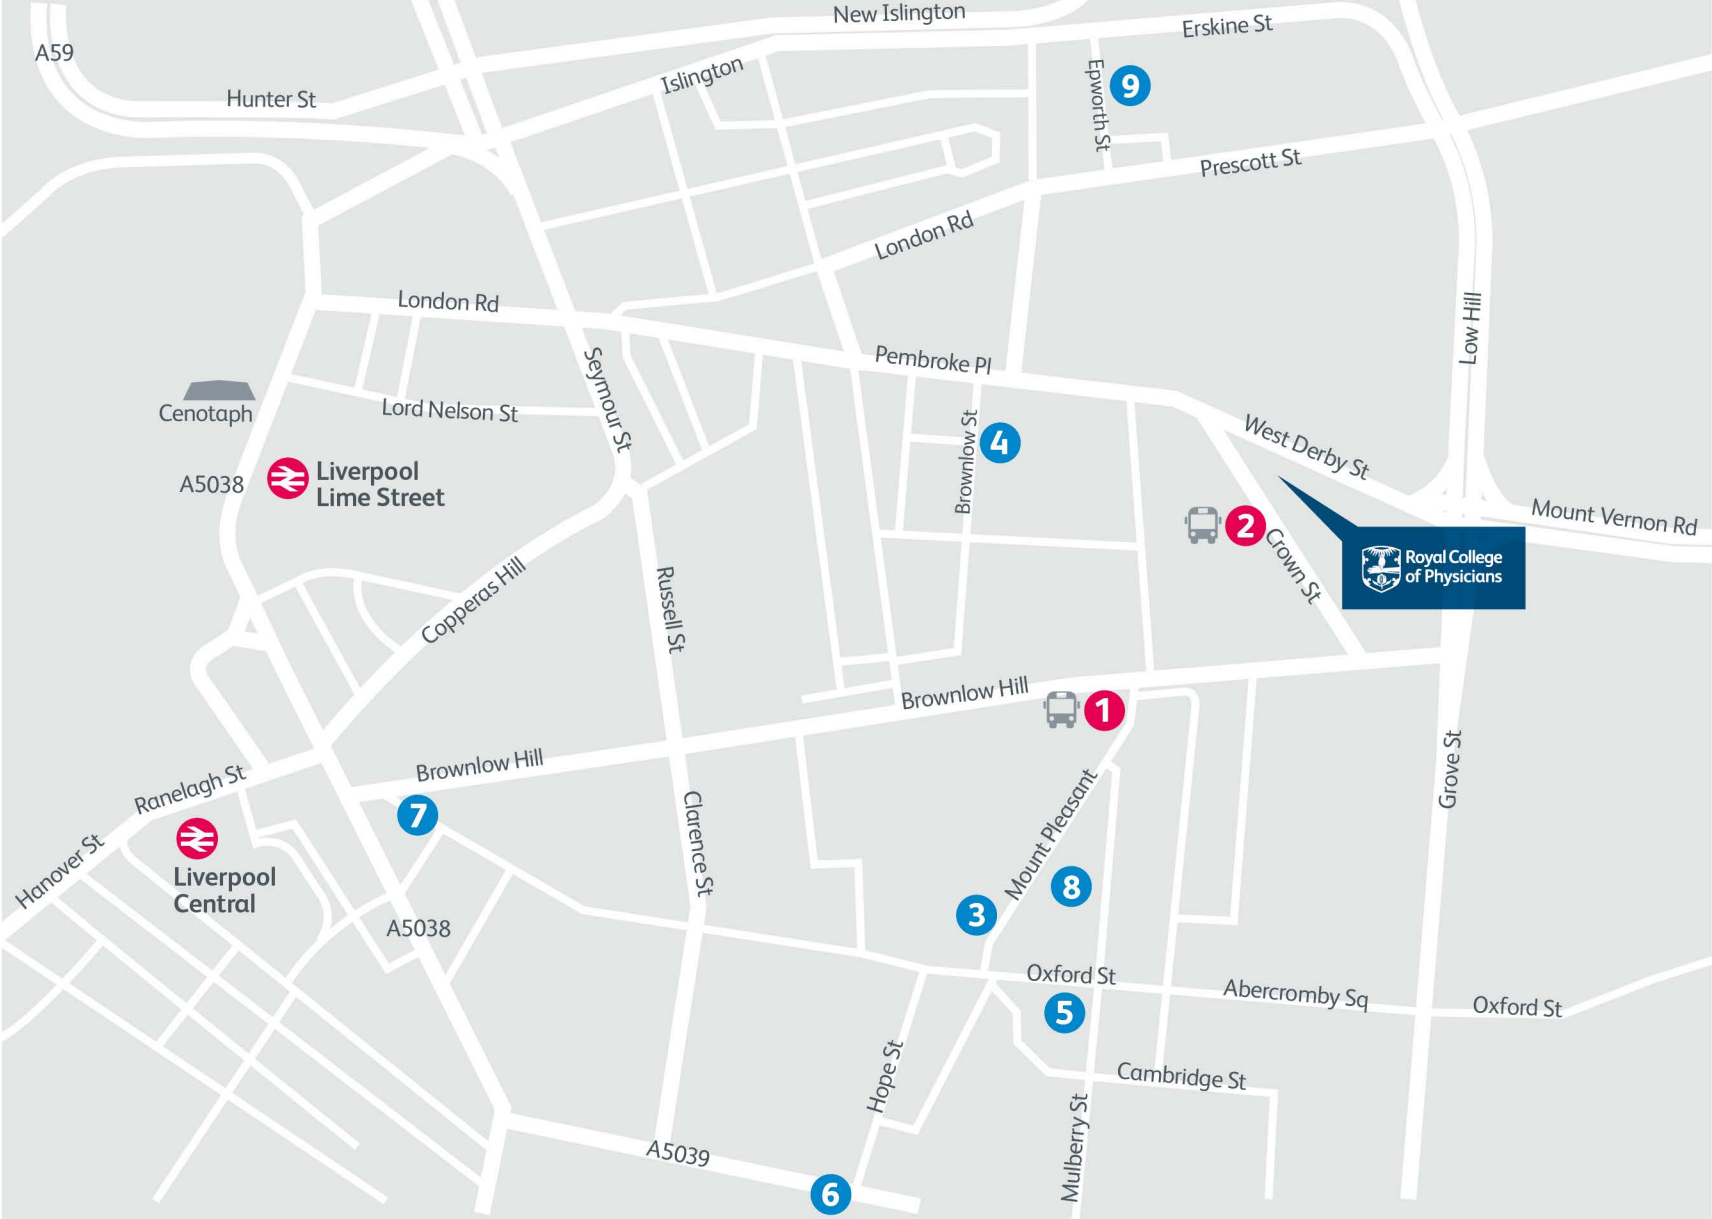 New Islington
Erskine St
A59
Islington
Epworth St
9
Hunter St
Prescott St
London Rd
London Rd
Low Hill
Seymour St
Pembroke Pl
Cenotaph
Lord Nelson St
Brownlow St
4
West Derby St
A5038
Liverpool
Lime Street
2
Mount Vernon Rd
Crown St
Royal College
of Physicians
Copperas Hill
Russell St
Brownlow Hill
1
Brownlow Hill
Ranelagh St
Grove St
7
Clarence St
Mount Pleasant
Hanover St
Liverpool
Central
8
3
A5038
Oxford St
Abercromby Sq
Oxford St
5
Hope St
Cambridge St
Mulberry St
A5039
6